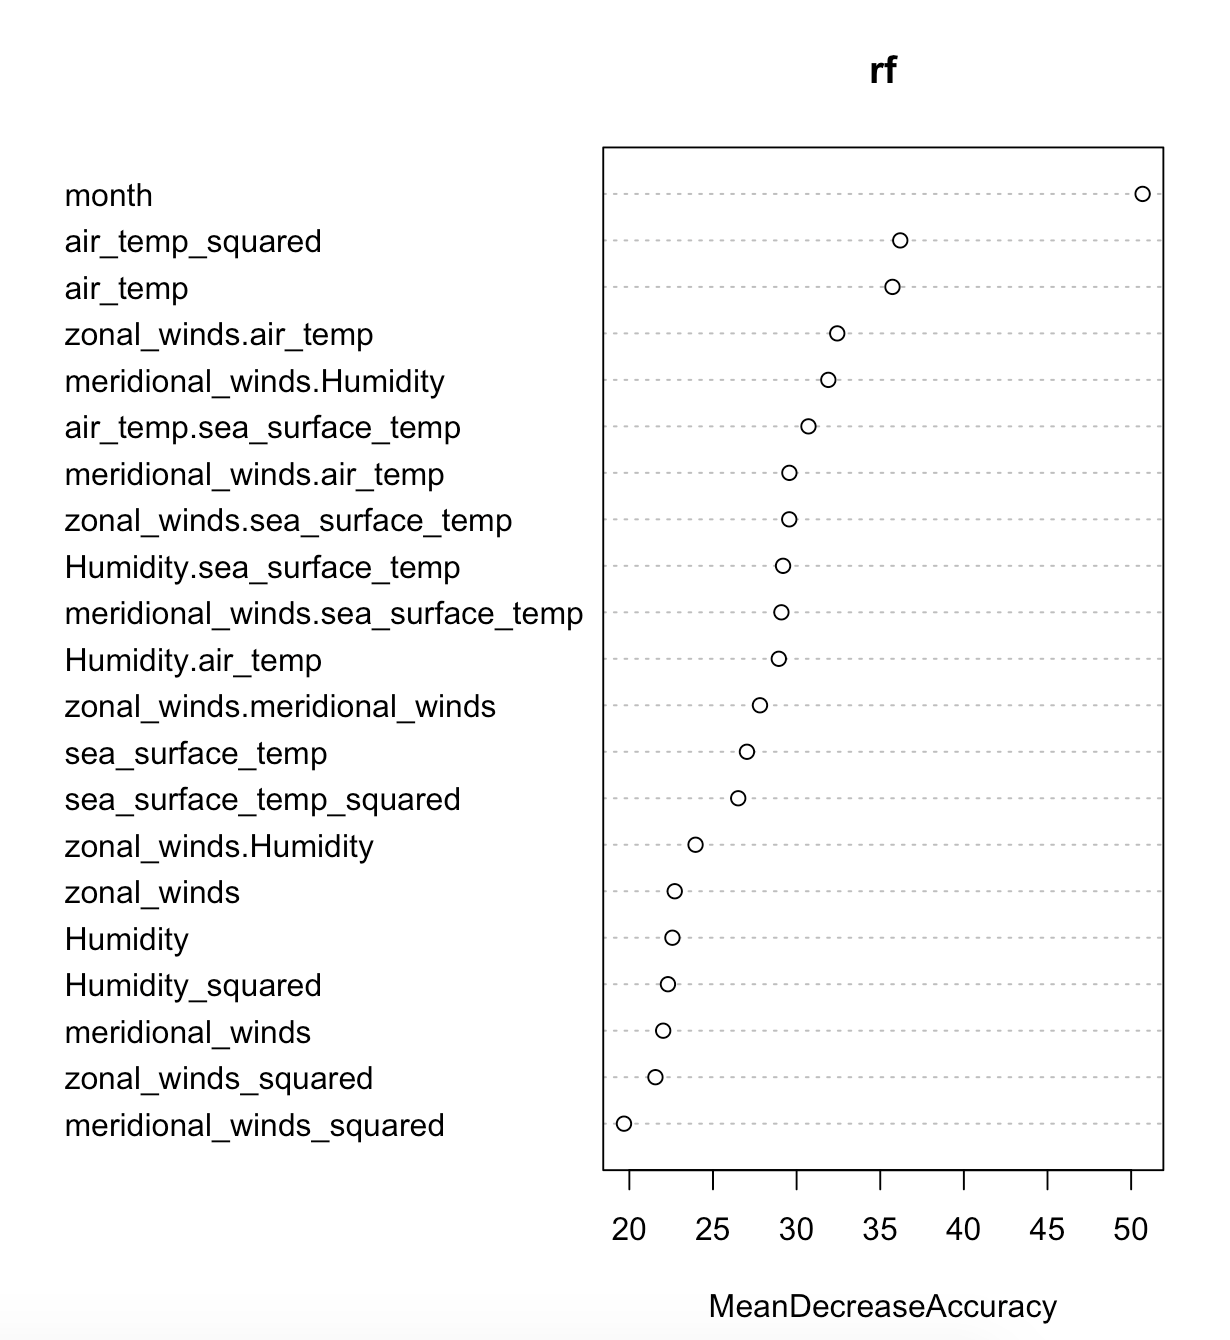 rf
month
air_temp_squared
air_temp
zonal_winds.air_temp
meridional_winds.Humidity
air_temp.sea_surface_temp
meridional_winds.air_temp
zonal_winds.sea_surface_temp
Humidity.sea_surface_temp
meridional_winds.sea_surface_temp
Humidity.air_temp
zonal_winds.meridional_winds
sea_surface_temp
sea_surface_temp_squared
zonal_winds.Humidity
zonal_winds
Humidity
Humidity_squared
meridional_winds
zonal_winds_squared
meridional_winds_squared
20 25 30 35 40 45 50
MeanDecreaseAccuracy